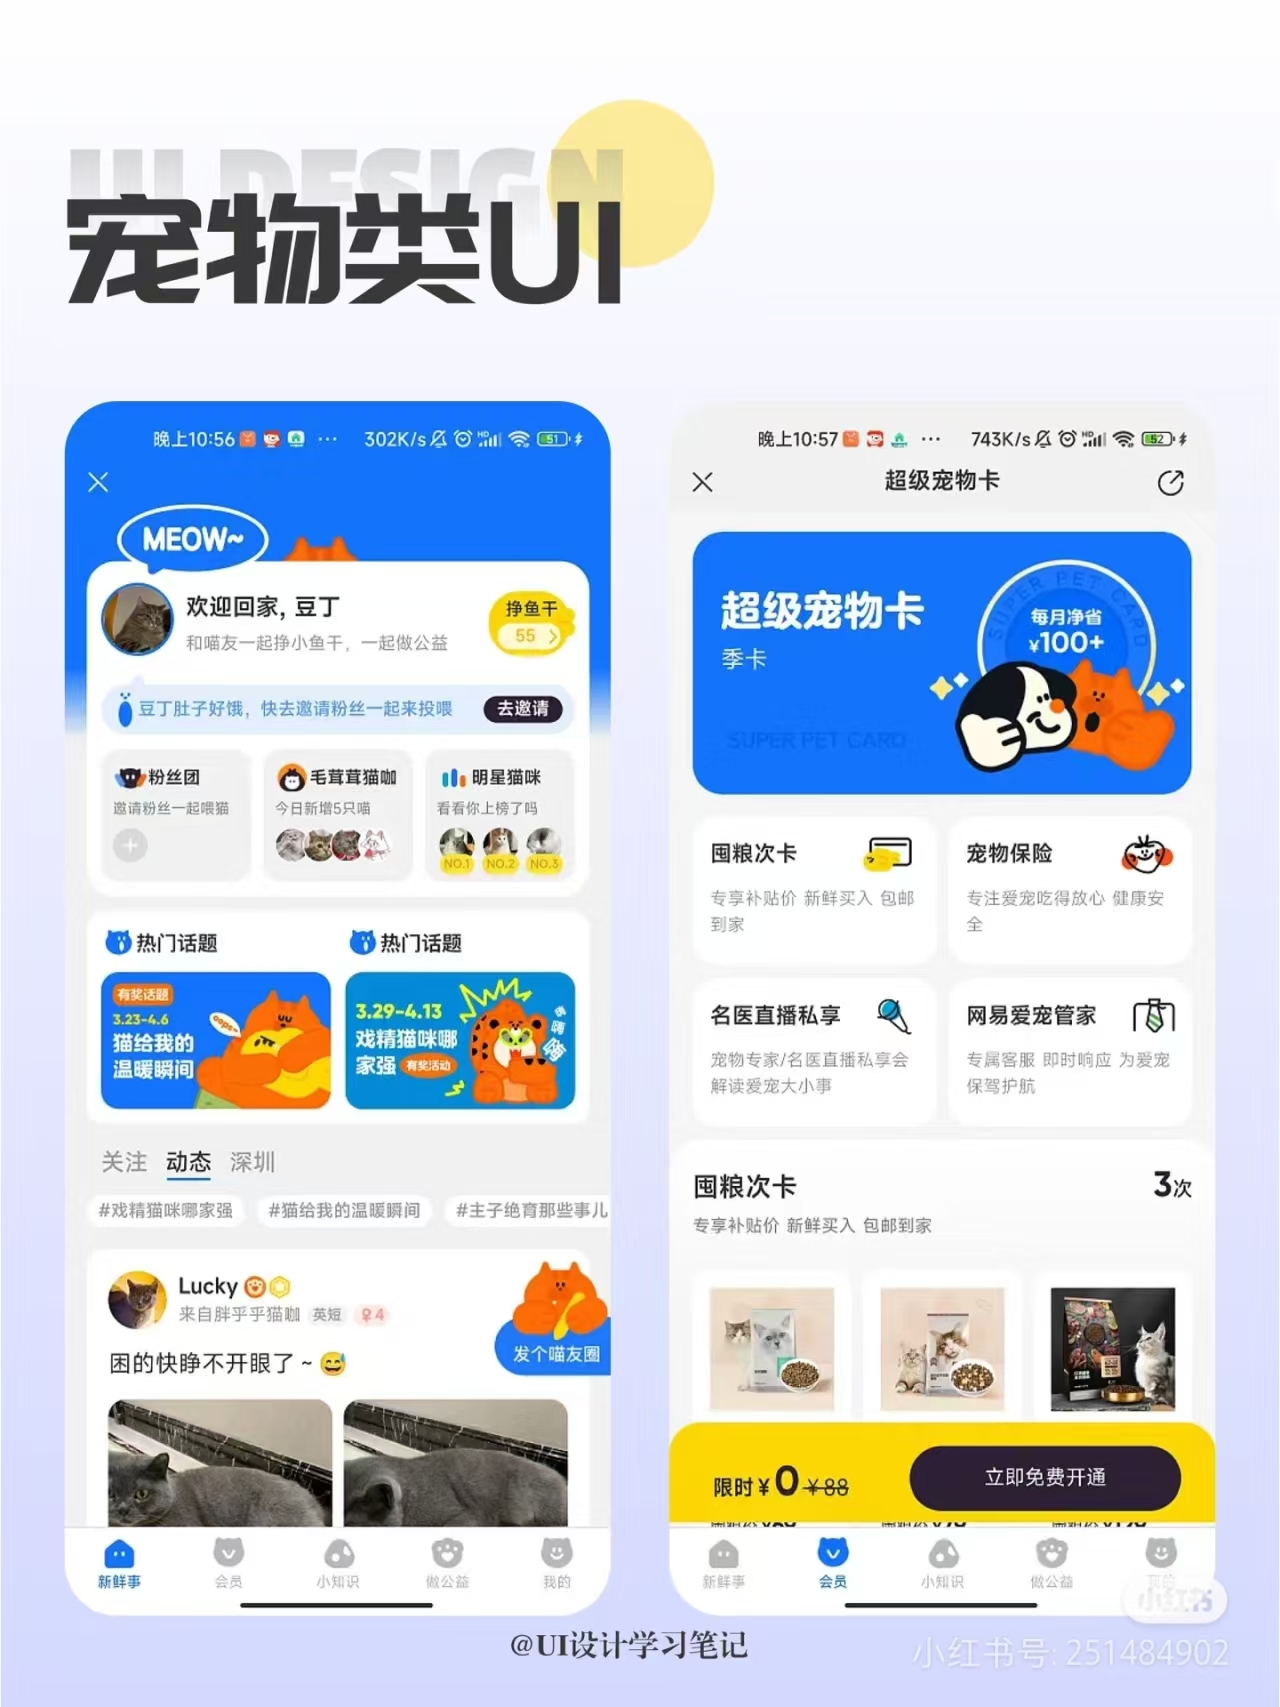 UI DESIGN
宠物类UI
晚上10:56 ··· 302K/s HD 51
MEOW~
欢迎回家, 豆丁
和喵友一起挣小鱼干，一起做公益
挣鱼干
55 >
豆丁肚子好饿，快去邀请粉丝一起来投喂
去邀请
粉丝团
邀请粉丝一起喂猫
毛茸茸猫咖
今日新增5只喵
明星猫咪
看看你上榜了吗
NO.1 NO.2 NO.3
热门话题
有奖话题
3.23-4.6
猫给我的
温暖瞬间
oops~
热门话题
3.29-4.13
戏精猫咪哪
家强 有奖活动
关注 动态 深圳
#戏精猫咪哪家强 #猫给我的温暖瞬间 #主子绝育那些事儿
Lucky
来自胖乎乎猫咖 英短 ♀4
困的快睁不开眼了~😅
发个喵友圈
新鲜事 会员 小知识 做公益 我的
晚上10:57 ··· 743K/s HD 52
超级宠物卡
超级宠物卡
季卡
SUPER PET CARD
SUPER PET CARD
每月净省
¥100+
囤粮次卡
专享补贴价 新鲜买入 包邮
到家
宠物保险
专注爱宠吃得放心 健康安
全
名医直播私享
宠物专家/名医直播私享会
解读爱宠大小事
网易爱宠管家
专属客服 即时响应 为爱宠
保驾护航
囤粮次卡
3次
专享补贴价 新鲜买入 包邮到家
限时¥0 ¥88
立即免费开通
新鲜事 会员 小知识 做公益
小红书
@UI设计学习笔记
小红书号: 251484902